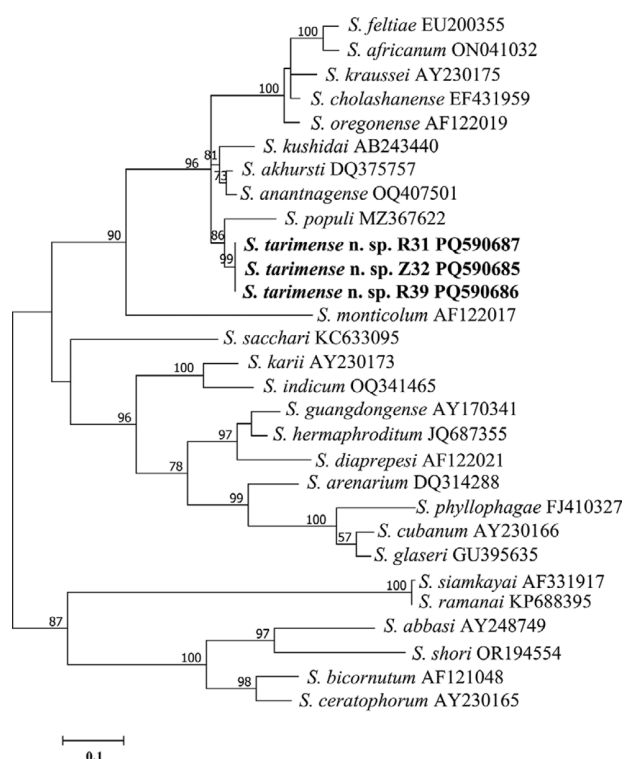 100
S. feltiae EU200355
S. africanum ON041032
S. kraussei AY230175
100
S. cholashanense EF431959
S. oregonense AF122019
81
S. kushidai AB243440
96
S. akhursti DQ375757
73
S. anantnagense OQ407501
S. populi MZ367622
86
90
S. tarimense n. sp. R31 PQ590687
99
S. tarimense n. sp. Z32 PQ590685
S. tarimense n. sp. R39 PQ590686
S. monticolum AF122017
S. sacchari KC633095
100
S. karii AY230173
S. indicum OQ341465
96
S. guangdongense AY170341
97
S. hermaphroditum JQ687355
S. diaprepesi AF122021
78
S. arenarium DQ314288
99
S. phyllophagae FJ410327
100
S. cubanum AY230166
57
S. glaseri GU395635
100
S. siamkayai AF331917
S. ramanai KP688395
87
S. abbasi AY248749
97
S. shori OR194554
100
S. bicornutum AF121048
98
S. ceratophorum AY230165
0.1